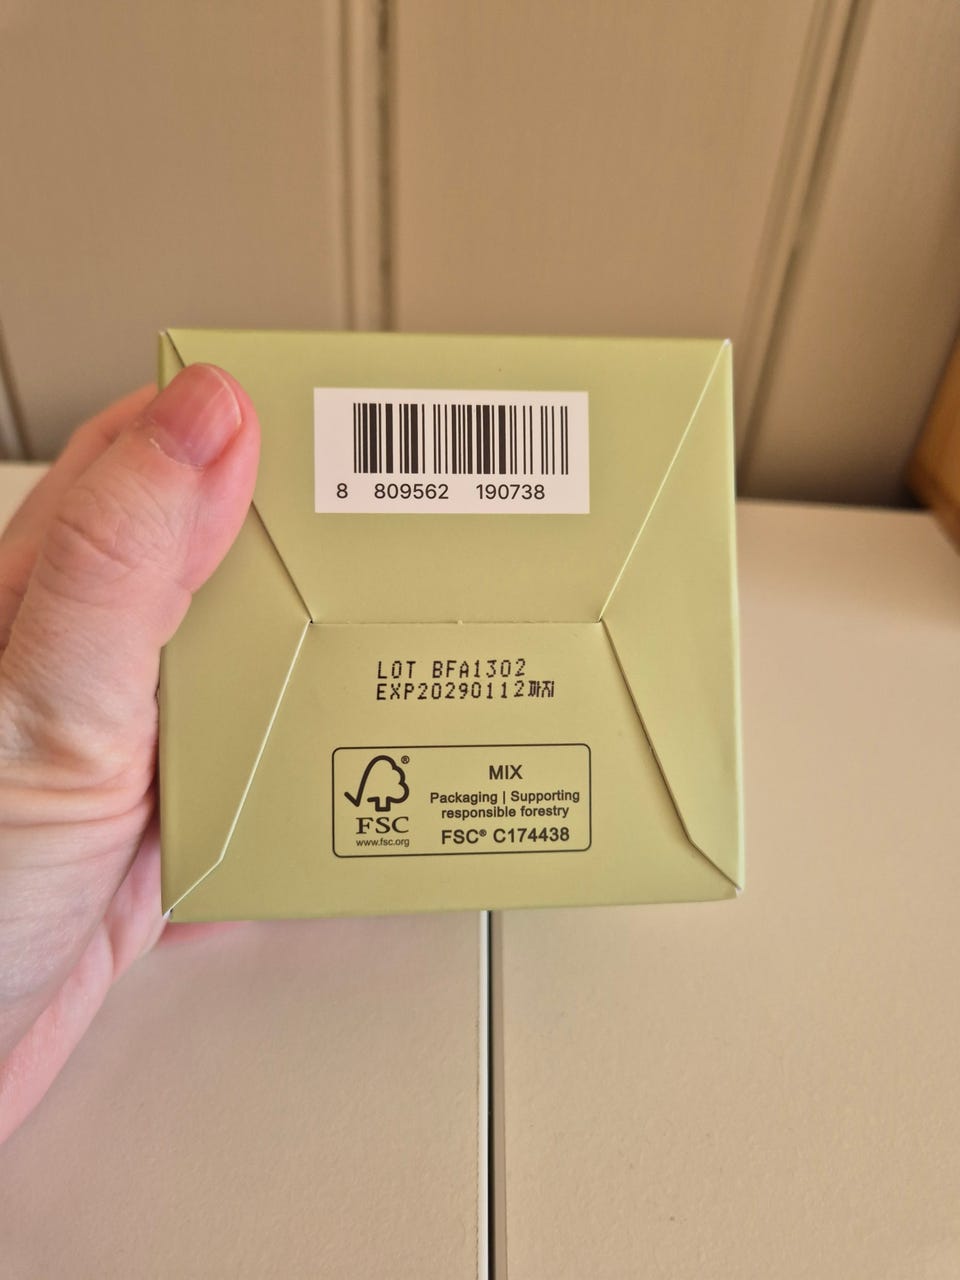 8 809562 190738
LOT BFA1302
EXP20290112까지
FSC®
www.fsc.org
MIX
Packaging | Supporting
responsible forestry
FSC® C174438